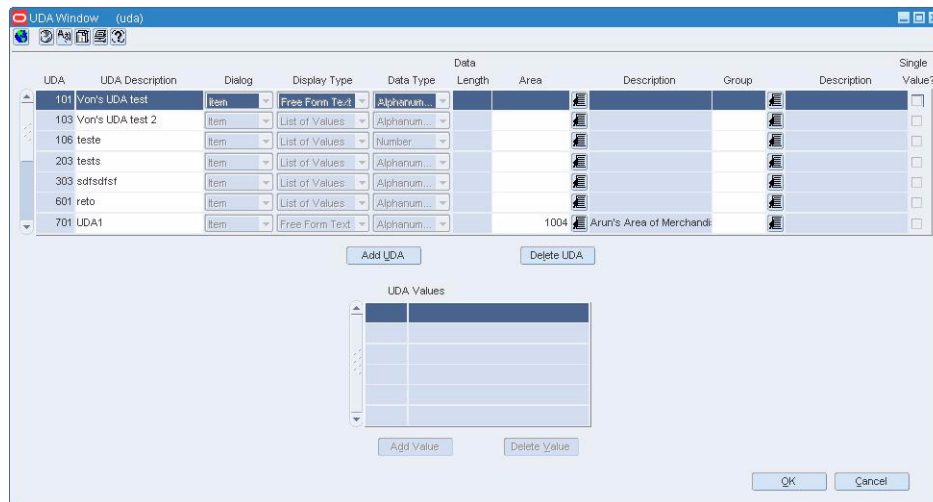 UDA Window (uda)
Data Single
UDA UDA Description Dialog Display Type Data Type Length Area Description Group Description Value?
101 Von's UDA test Item Free Form Text Alphanum...
103 Von's UDA test 2 Item List of Values Alphanum...
106 teste Item List of Values Number
203 tests Item List of Values Alphanum...
303 sdfsdfsf Item List of Values Alphanum...
601 reto Item List of Values Alphanum...
701 UDA1 Item Free Form Text Alphanum... 1004 Arun's Area of Merchandi
Add UDA Delete UDA
UDA Values
Add Value Delete Value
OK Cancel